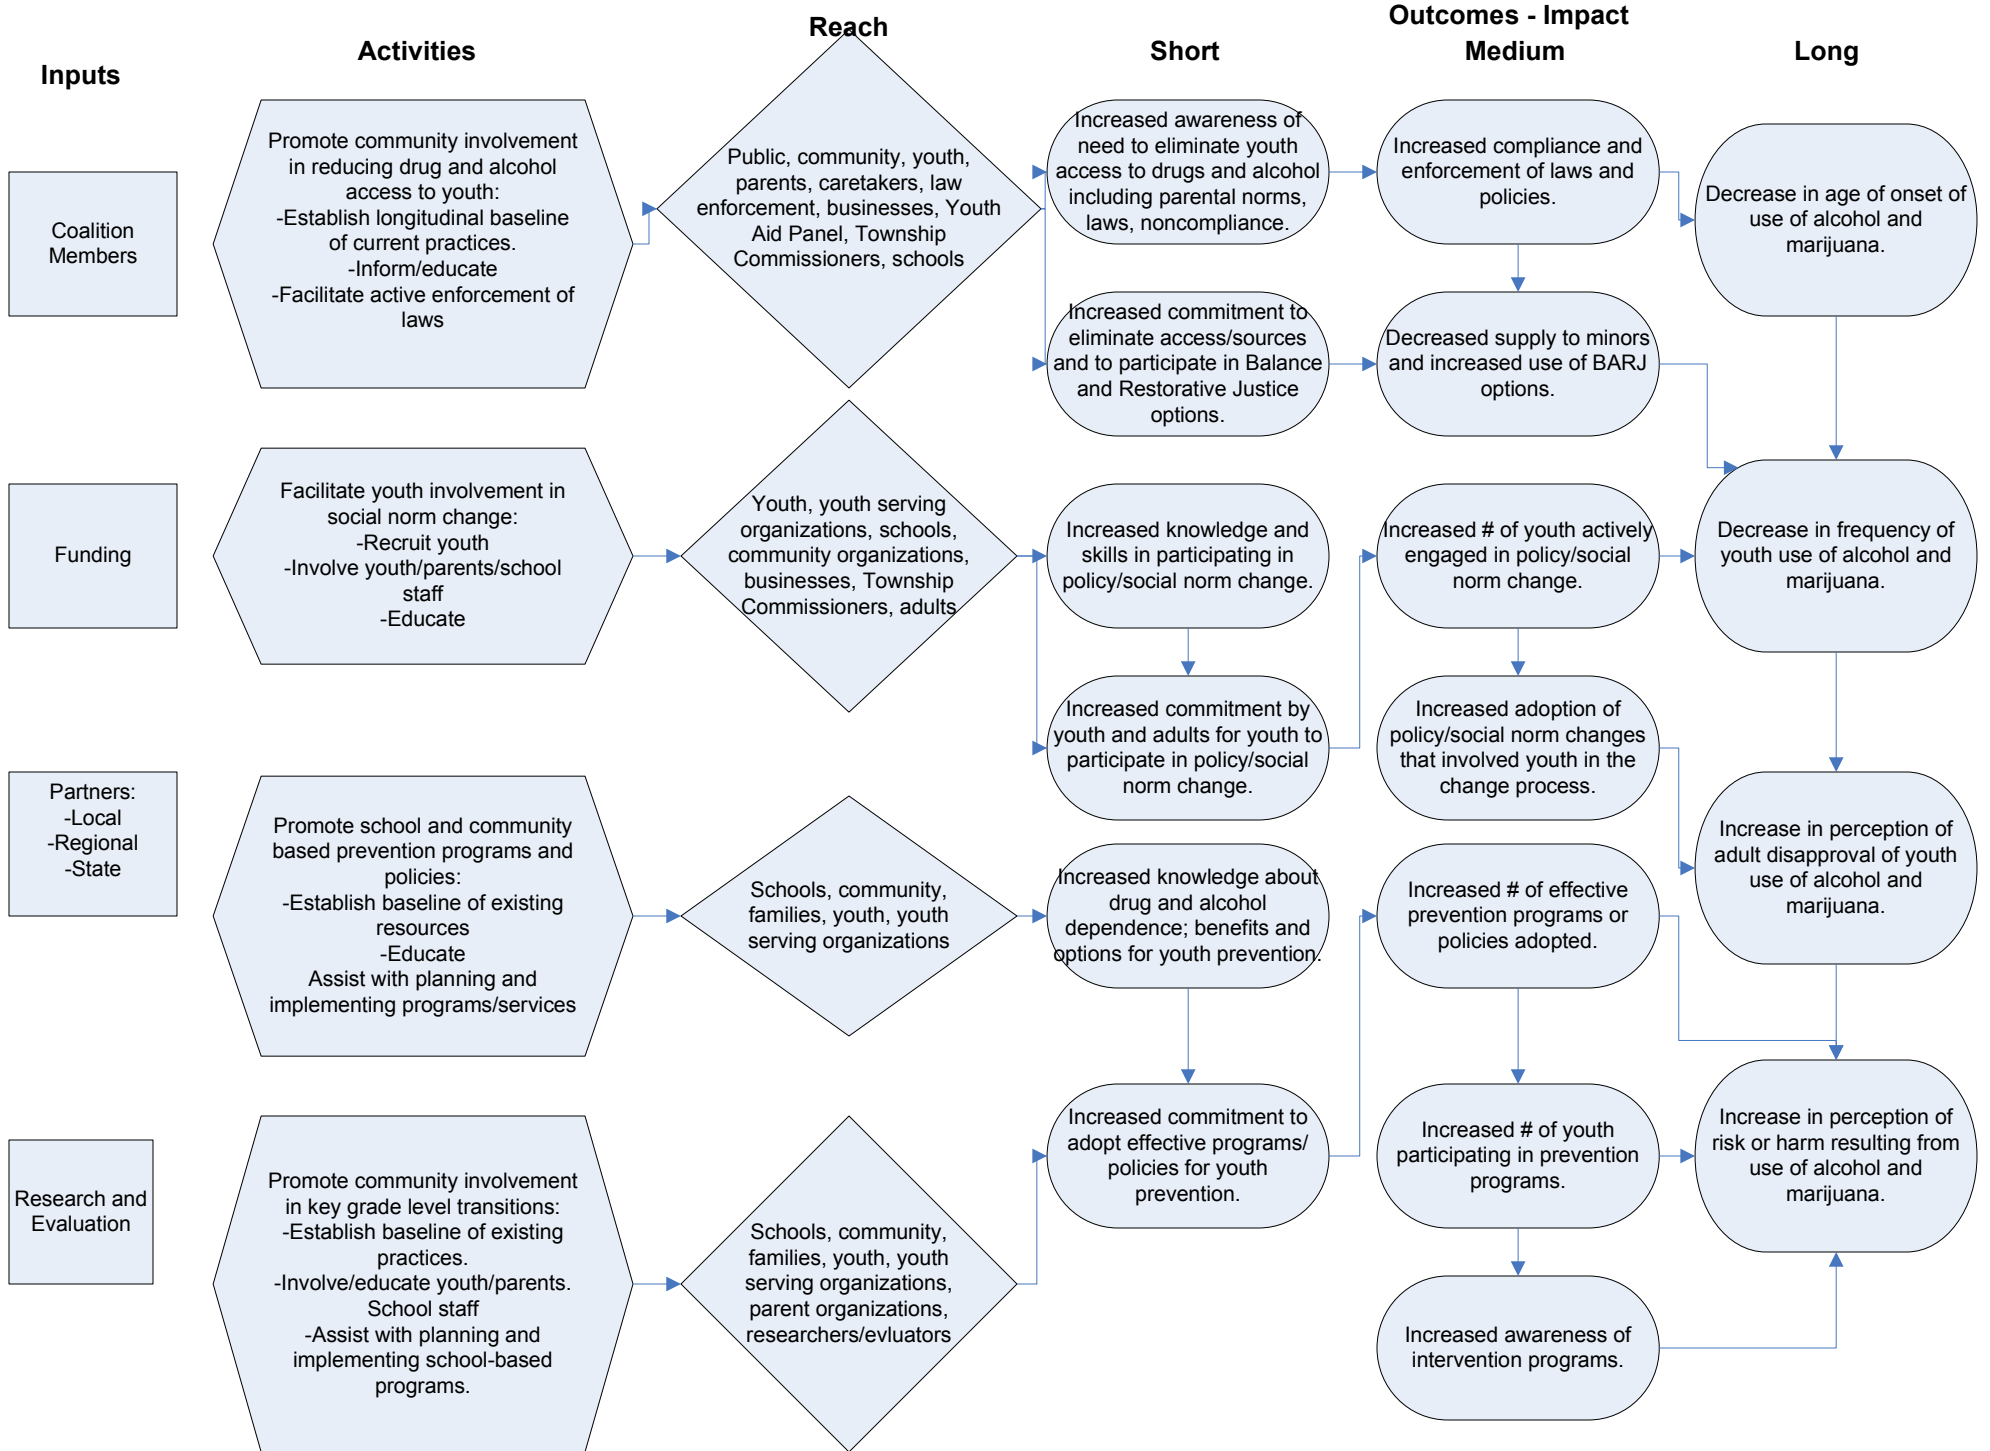 Outcomes - Impact
Inputs
Activities
Reach
Short
Medium
Long
Coalition
Members
Funding
Partners:
-Local
-Regional
-State
Research and
Evaluation
Promote community involvement
in reducing drug and alcohol
access to youth:
-Establish longitudinal baseline
of current practices.
-Inform/educate
-Facilitate active enforcement of
laws
Public, community, youth,
parents, caretakers, law
enforcement, businesses, Youth
Aid Panel, Township
Commissioners, schools
Increased awareness of
need to eliminate youth
access to drugs and alcohol
including parental norms,
laws, noncompliance.
Increased compliance and
enforcement of laws and
policies.
Decrease in age of onset of
use of alcohol and
marijuana.
Increased commitment to
eliminate access/sources
and to participate in Balance
and Restorative Justice
options.
Decreased supply to minors
and increased use of BARJ
options.
Facilitate youth involvement in
social norm change:
-Recruit youth
-Involve youth/parents/school
staff
-Educate
Youth, youth serving
organizations, schools,
community organizations,
businesses, Township
Commissioners, adults
Increased knowledge and
skills in participating in
policy/social norm change.
Increased # of youth actively
engaged in policy/social
norm change.
Decrease in frequency of
youth use of alcohol and
marijuana.
Increased commitment by
youth and adults for youth to
participate in policy/social
norm change.
Increased adoption of
policy/social norm changes
that involved youth in the
change process.
Increase in perception of
adult disapproval of youth
use of alcohol and
marijuana.
Promote school and community
based prevention programs and
policies:
-Establish baseline of existing
resources
-Educate
Assist with planning and
implementing programs/services
Schools, community,
families, youth, youth
serving organizations
Increased knowledge about
drug and alcohol
dependence; benefits and
options for youth prevention.
Increased # of effective
prevention programs or
policies adopted.
Promote community involvement
in key grade level transitions:
-Establish baseline of existing
practices.
-Involve/educate youth/parents.
School staff
-Assist with planning and
implementing school-based
programs.
Schools, community,
families, youth, youth
serving organizations,
parent organizations,
researchers/evluators
Increased commitment to
adopt effective programs/
policies for youth
prevention.
Increased # of youth
participating in prevention
programs.
Increase in perception of
risk or harm resulting from
use of alcohol and
marijuana.
Increased awareness of
intervention programs.